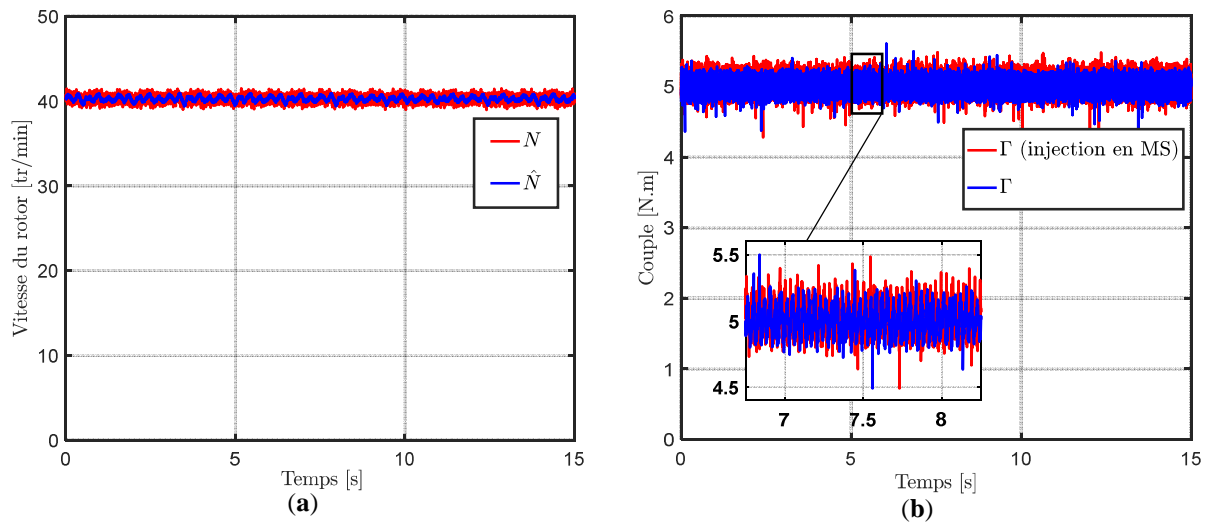 50
40
30
20
10
0
0 5 10 15
Vitesse du rotor [tr/min]
Temps [s]
N
N̂
(a)
6
5
4
3
2
1
0
0 5 10 15
Couple [N.m]
Temps [s]
Γ (injection en MS)
Γ
5.5
5
4.5
7 7.5 8
(b)